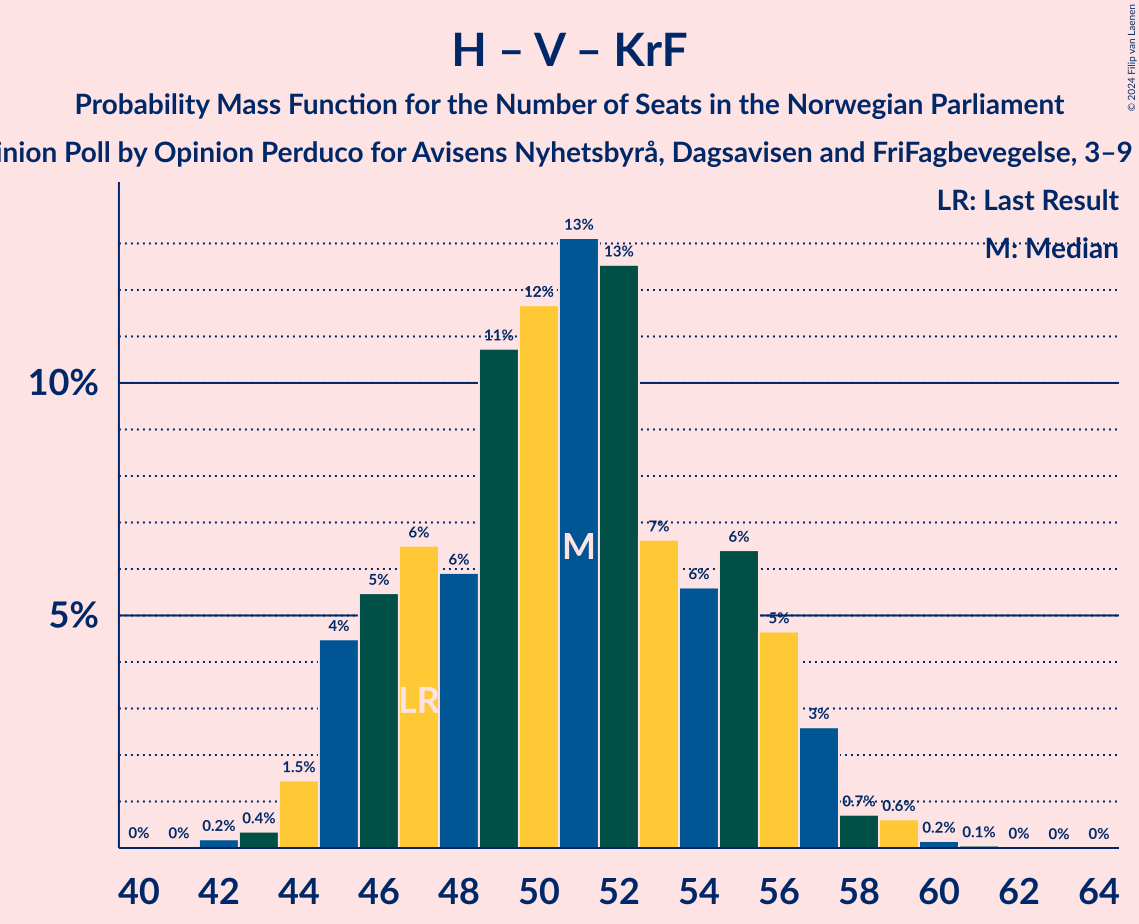 © 2024 Filip van Laenen
H – V – KrF
Probability Mass Function for the Number of Seats in the Norwegian Parliament
inion Poll by Opinion Perduco for Avisens Nyhetsbyrå, Dagsavisen and FriFagbevegelse, 3–9
LR: Last Result
M: Median
10%
5%
0% 0% 0.2% 0.4% 1.5% 4% 5% 6% 6% 11% 12% 13% 13% 7% 6% 6% 5% 3% 0.7% 0.6% 0.2% 0.1% 0% 0% 0%
M
LR
40 42 44 46 48 50 52 54 56 58 60 62 64